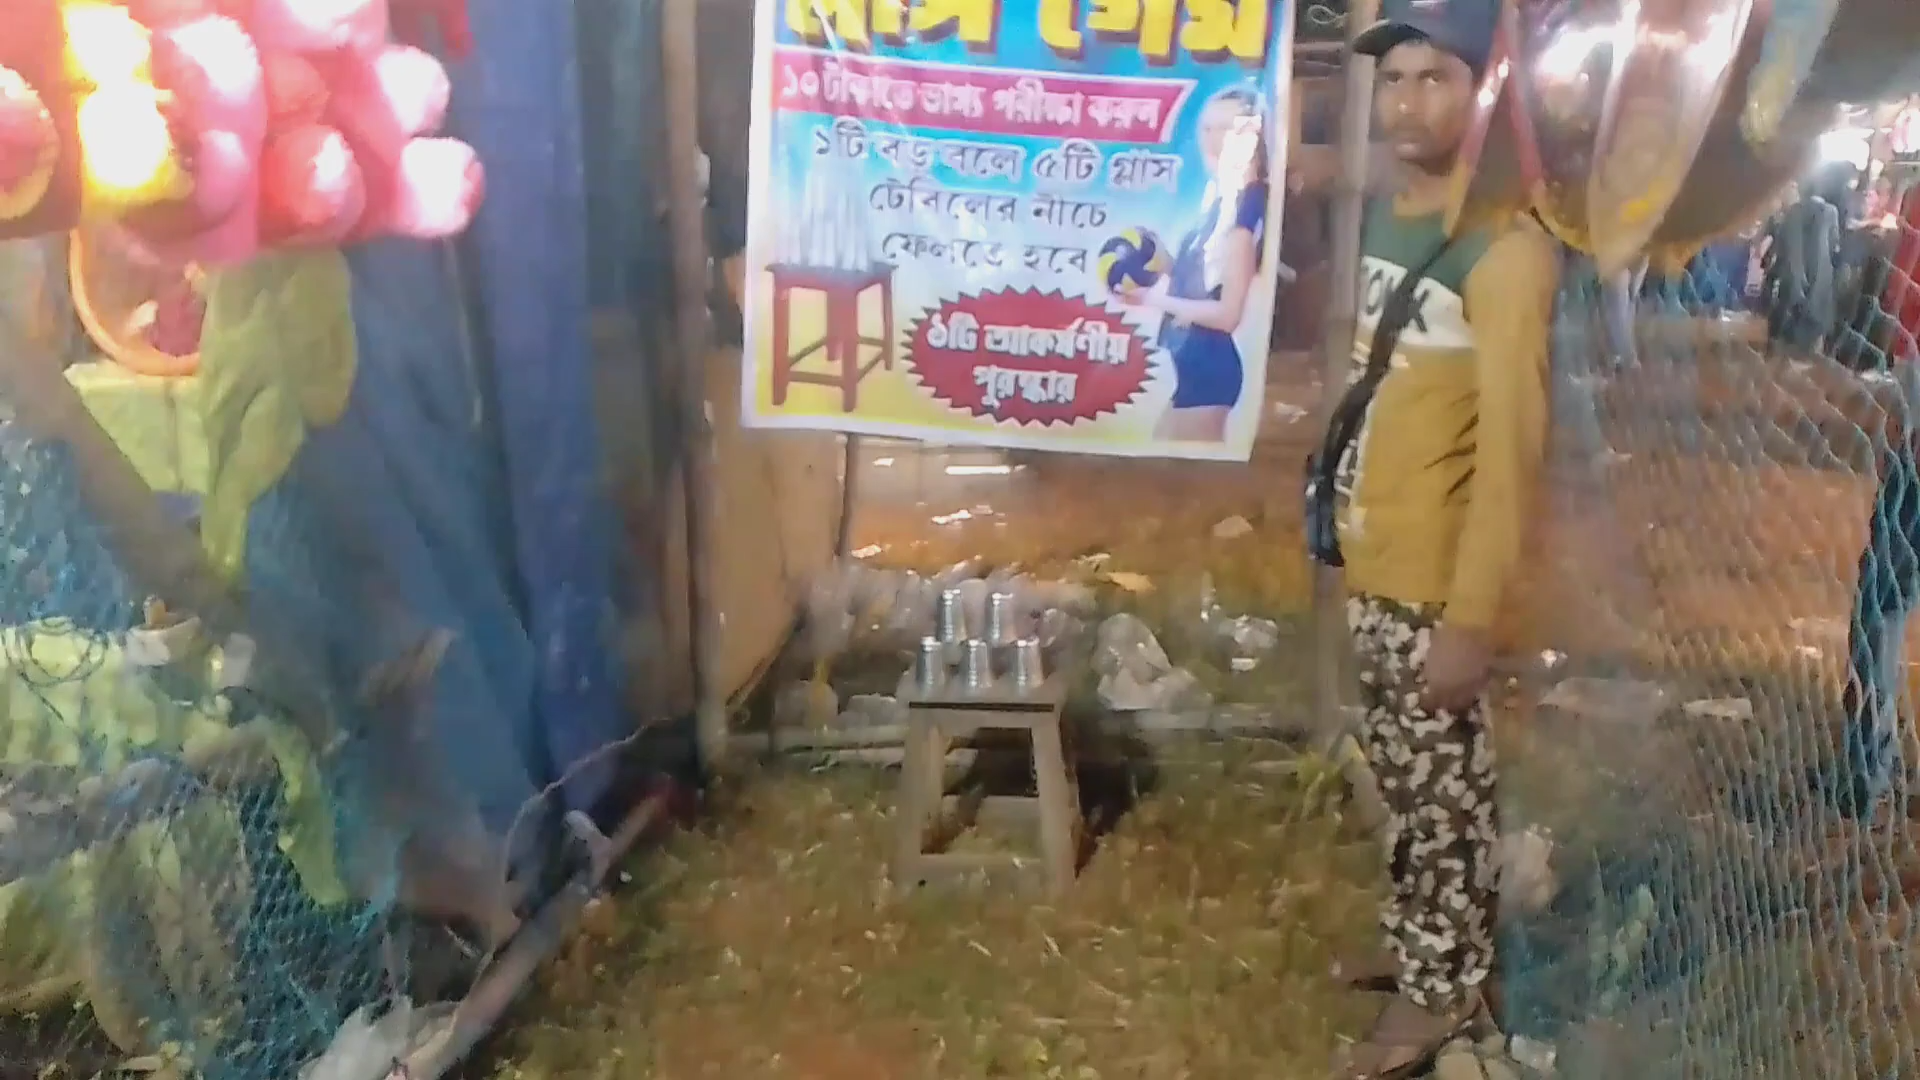 গ্লাস গেম
১০ টাকাতে ভাগ্য পরীক্ষা করুন
১টি বড় বলে ৫টি গ্লাস
টেবিলের নীচে
ফেলতে হবে
১টি আকর্ষণীয়
পুরস্কার